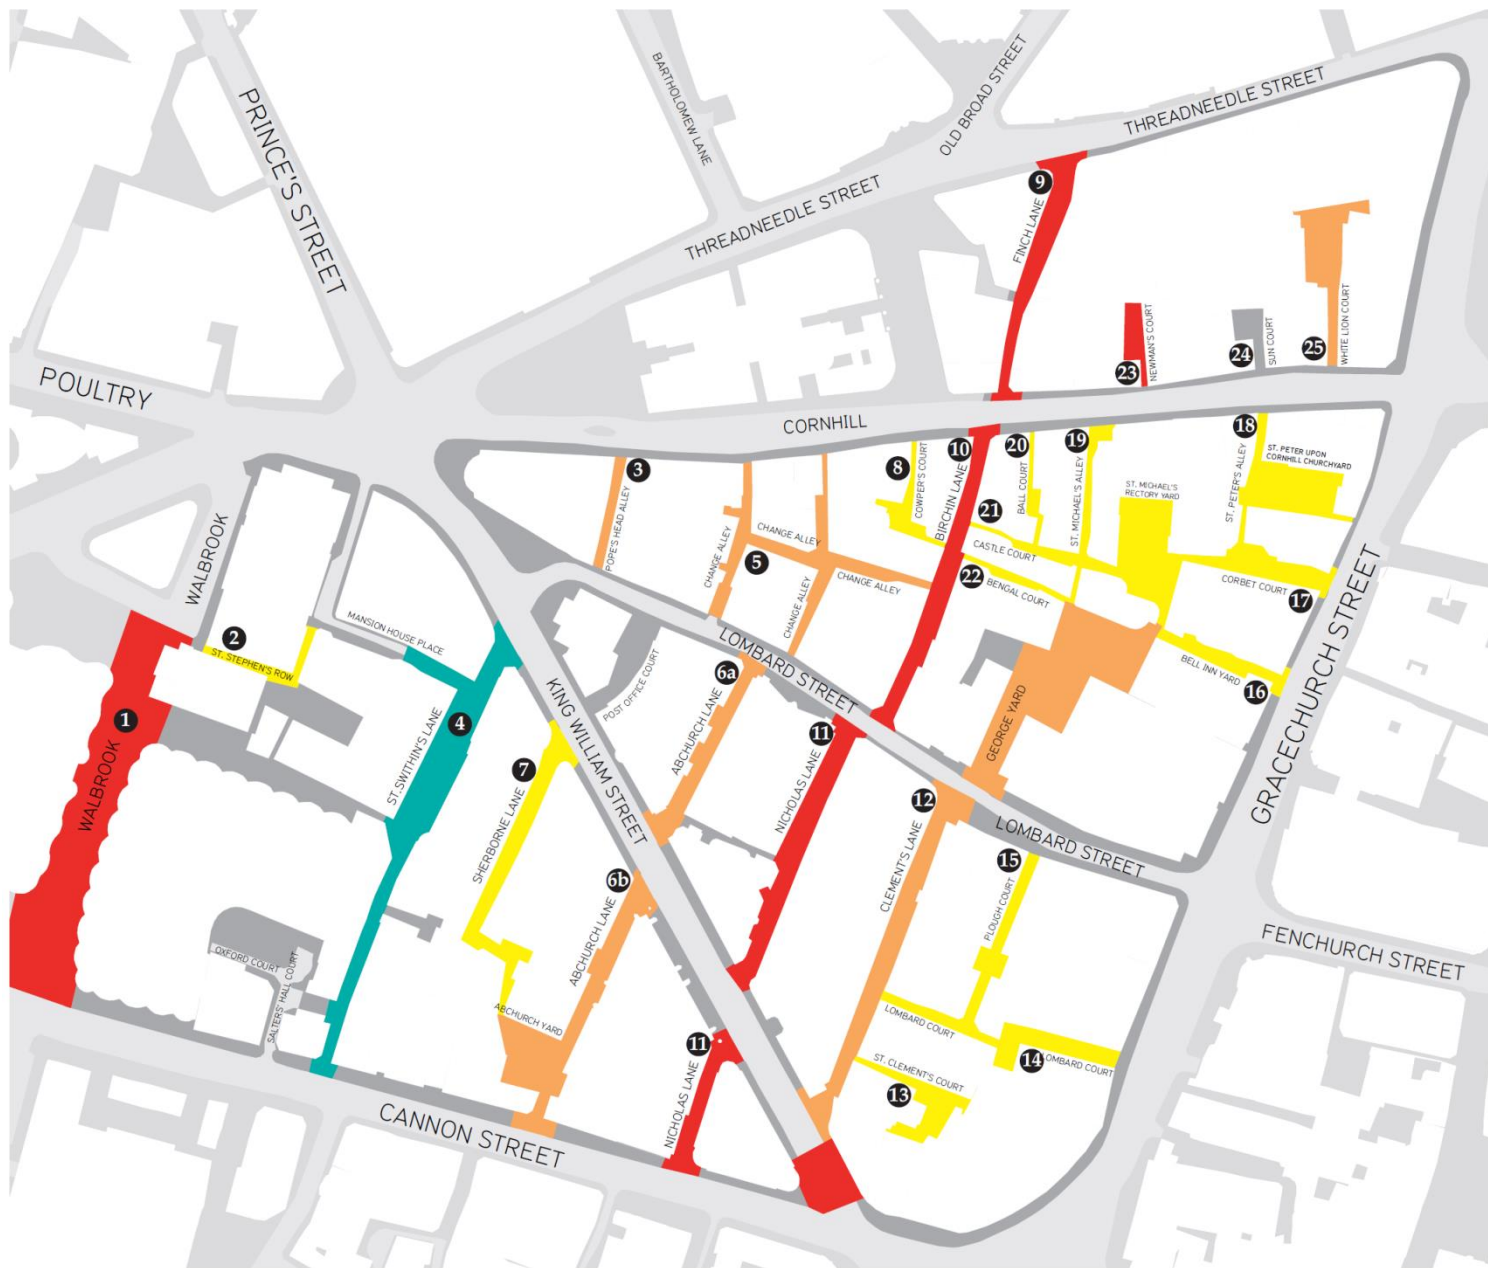 BARTHOLOMEW LANE
OLD BROAD STREET
THREADNEEDLE STREET
PRINCE'S STREET
THREADNEEDLE STREET
9
FINCH LANE
POULTRY
23
NEWMAN'S COURT
24
SUN COURT
25
WHITE LION COURT
CORNHILL
3
POPE'S HEAD ALLEY
8
COWPER'S COURT
10
BIRCHIN LANE
20
BALL COURT
19
ST. MICHAEL'S ALLEY
18
ST. PETER'S ALLEY
ST. PETER UPON
CORNHILL CHURCHYARD
ST. MICHAEL'S
RECTORY YARD
21
CASTLE COURT
22
BENGAL COURT
CHANGE ALLEY
CHANGE ALLEY
5
CHANGE ALLEY
CHANGE ALLEY
CORBET COURT
17
BELL INN YARD
16
GRACECHURCH STREET
WALBROOK
2
ST. STEPHEN'S ROW
MANSION HOUSE PLACE
1
WALBROOK
4
ST.SWITHIN'S LANE
7
SHERBORNE LANE
KING WILLIAM STREET
POST OFFICE COURT
LOMBARD STREET
6a
ABCHURCH LANE
11
NICHOLAS LANE
GEORGE YARD
12
CLEMENT'S LANE
LOMBARD STREET
15
PLOUGH COURT
6b
ABCHURCH LANE
FENCHURCH STREET
OXFORD COURT
SALTERS' HALL COURT
ABCHURCH YARD
LOMBARD COURT
14
LOMBARD COURT
ST. CLEMENT'S COURT
13
11
NICHOLAS LANE
CANNON STREET